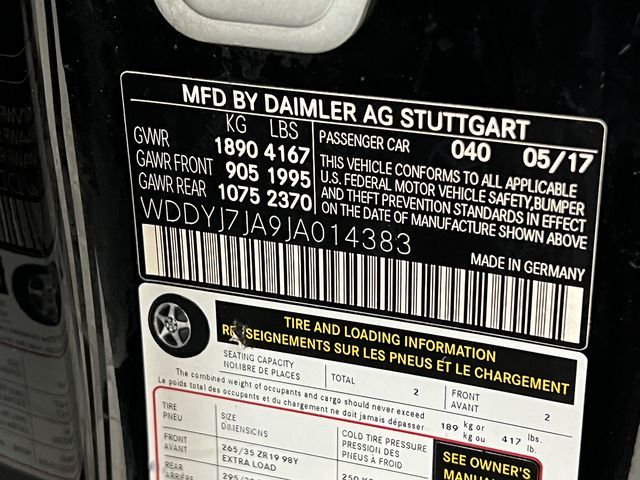 MFD BY DAIMLER AG STUTTGART
KG LBS
GVWR 1890 4167
GAWR FRONT 905 1995
GAWR REAR 1075 2370
PASSENGER CAR 040 05/17
THIS VEHICLE CONFORMS TO ALL APPLICABLE
U.S. FEDERAL MOTOR VEHICLE SAFETY,BUMPER
AND THEFT PREVENTION STANDARDS IN EFFECT
ON THE DATE OF MANUFACTURE SHOWN ABOVE
WDDYJ7JA9JA014383
MADE IN GERMANY
TIRE AND LOADING INFORMATION
RENSEIGNEMENTS SUR LES PNEUS ET LE CHARGEMENT
SEATING CAPACITY
NOMBRE DE PLACES
TOTAL 2
FRONT
AVANT 2
The combined weight of occupants and cargo should never exceed
Le poids total des occupants et du chargement ne doit jamais dépasser
189 kg or
kg ou
417 lbs.
lb.
TIRE
PNEU
SIZE
DIMENSIONS
COLD TIRE PRESSURE
PRESSION DES
PNEUS À FROID
SEE OWNER'S
FRONT
AVANT
265/35 ZR19 98Y
EXTRA LOAD
REAR